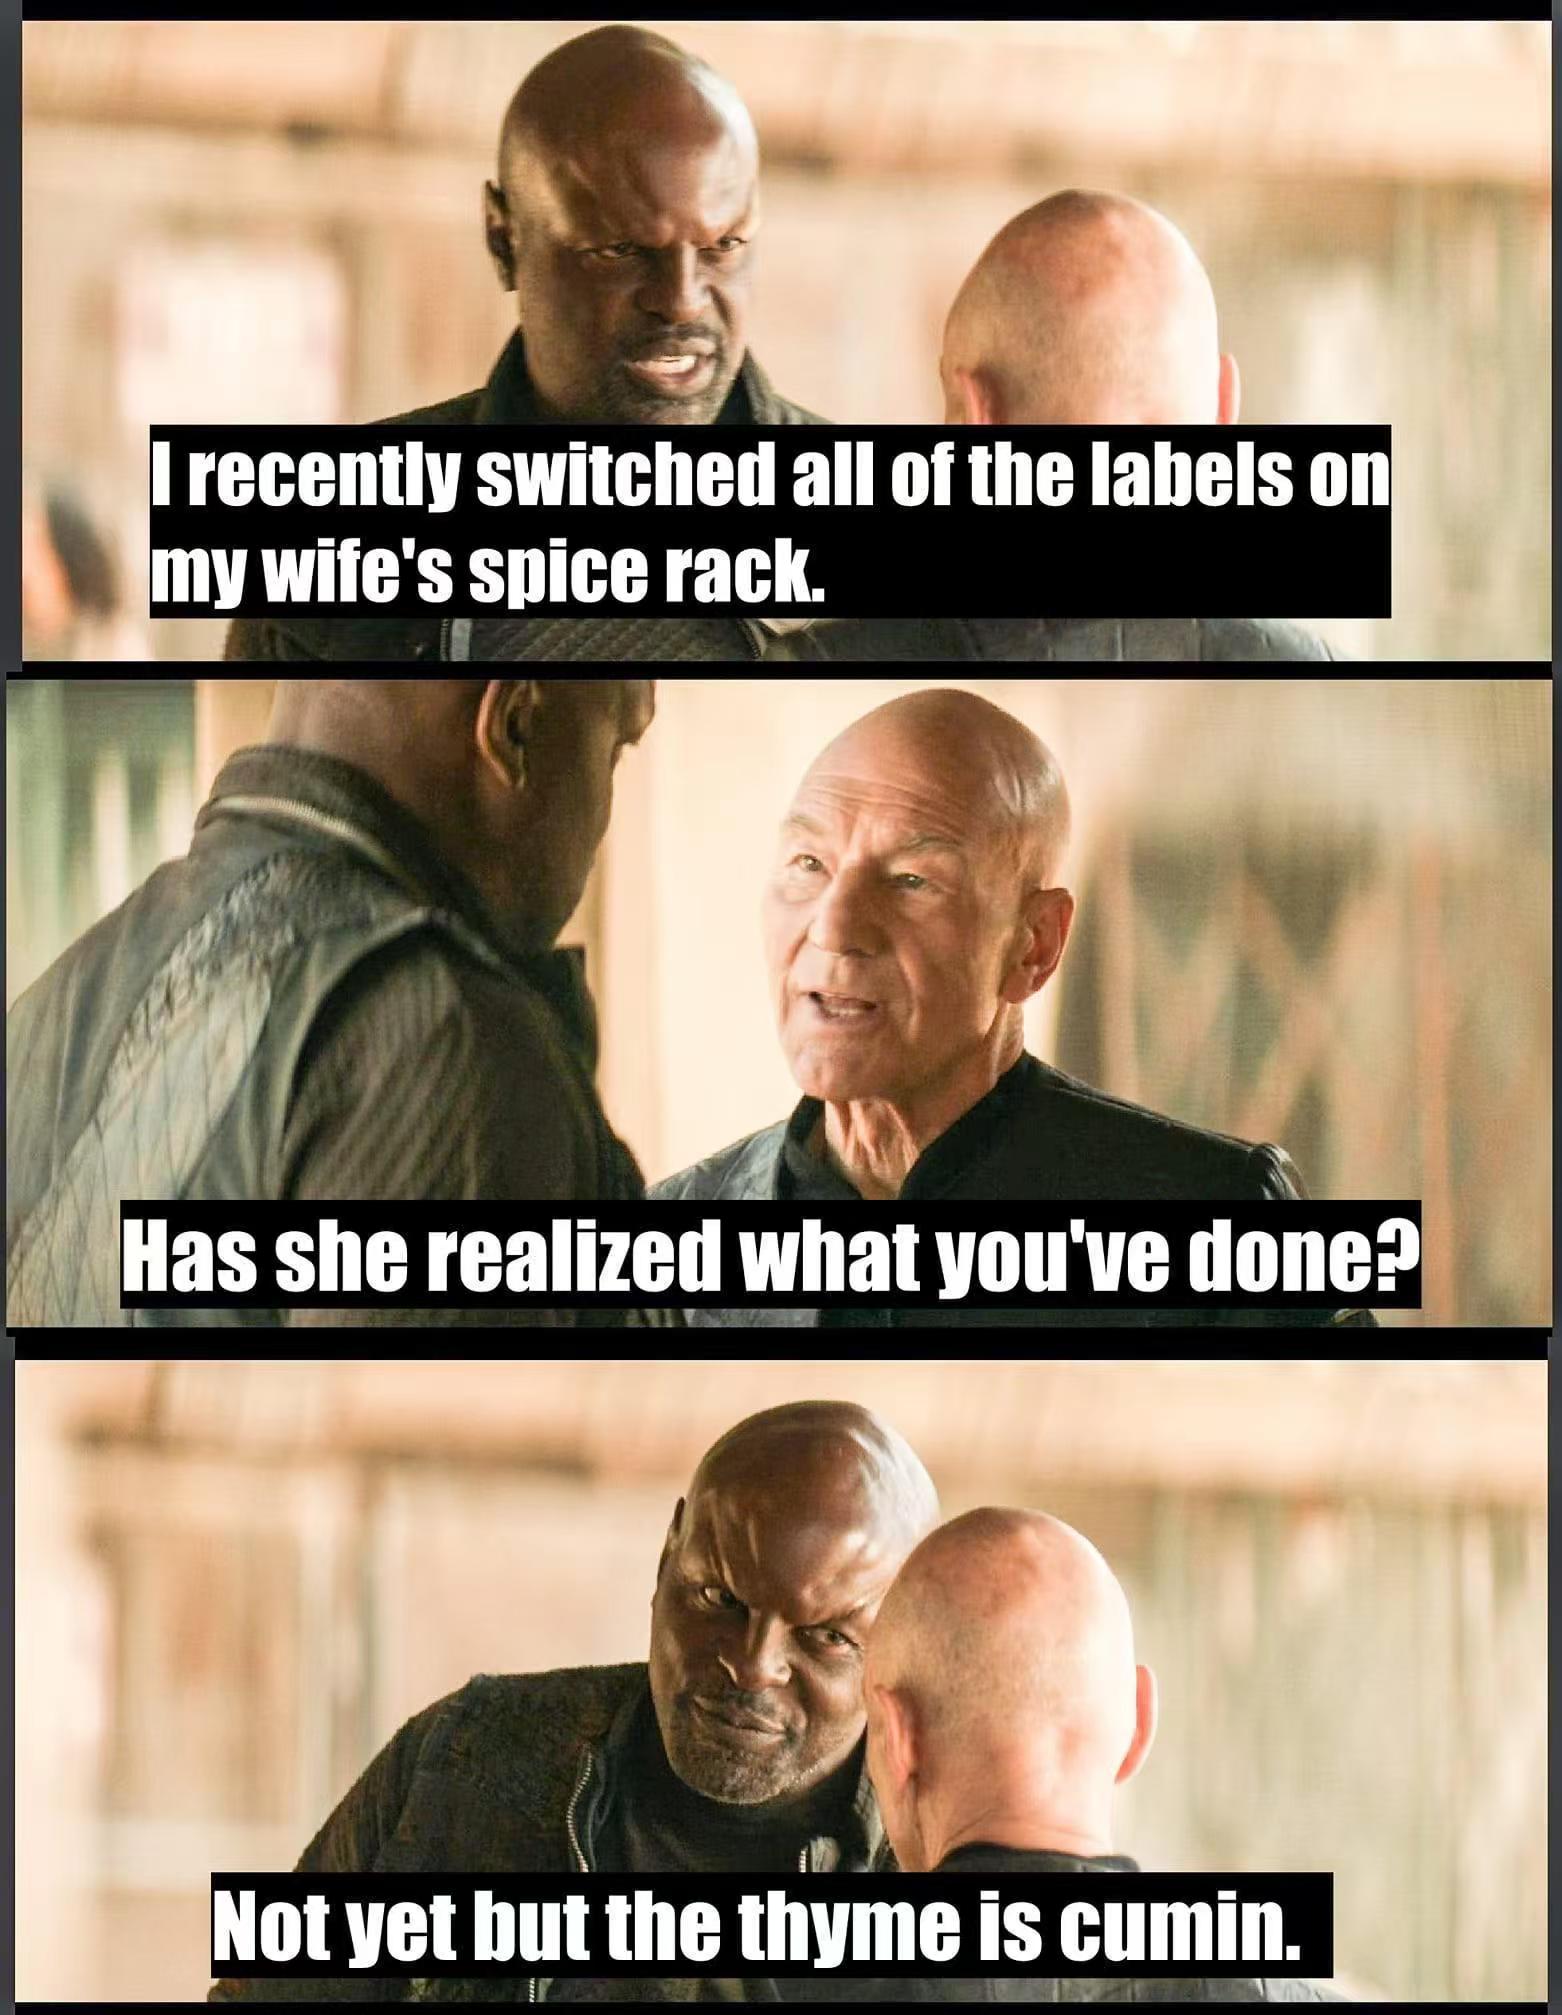 I recently switched all of the labels on
my wife's spice rack.
Has she realized what you've done?
Not yet but the thyme is cumin.